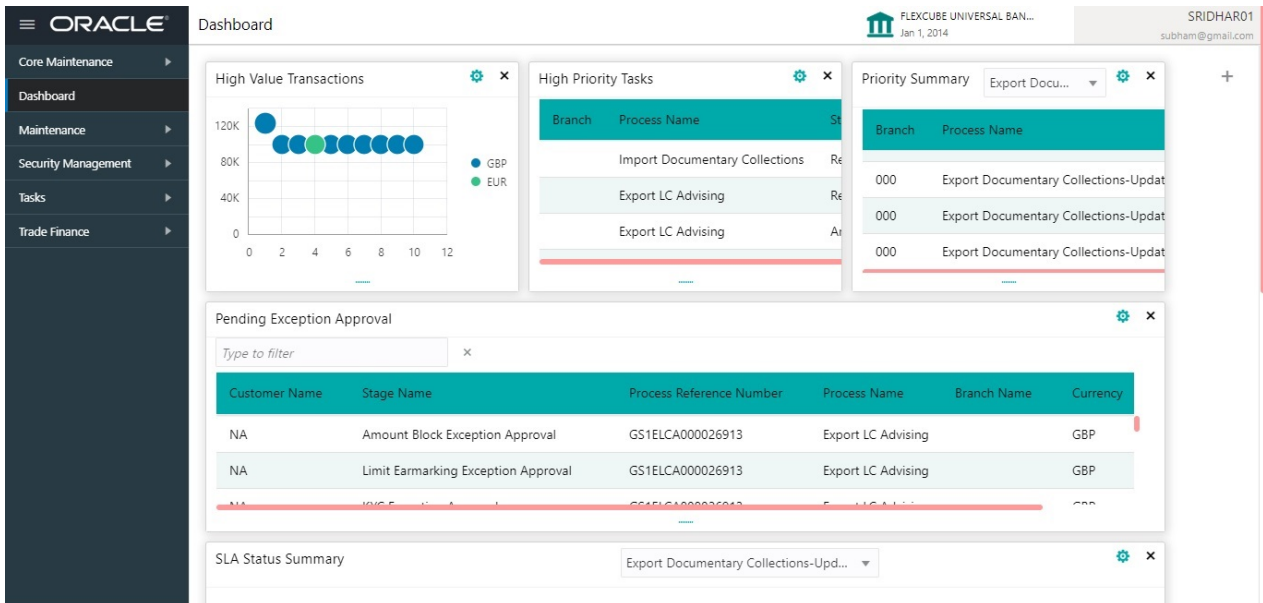 ORACLE
Dashboard
FLEXCUBE UNIVERSAL BAN...
Jan 1, 2014
SRIDHAR01
subham@gmail.com
Core Maintenance
Dashboard
Maintenance
Security Management
Tasks
Trade Finance
High Value Transactions
120K
80K
40K
0
0 2 4 6 8 10 12
GBP
EUR
High Priority Tasks
Branch Process Name St
Import Documentary Collections Re
Export LC Advising Re
Export LC Advising Ar
Priority Summary Export Docu...
Branch Process Name
000 Export Documentary Collections-Updat
000 Export Documentary Collections-Updat
000 Export Documentary Collections-Updat
Pending Exception Approval
Type to filter
Customer Name Stage Name Process Reference Number Process Name Branch Name Currency
NA Amount Block Exception Approval GS1ELCA000026913 Export LC Advising GBP
NA Limit Earmarking Exception Approval GS1ELCA000026913 Export LC Advising GBP
SLA Status Summary Export Documentary Collections-Upd...